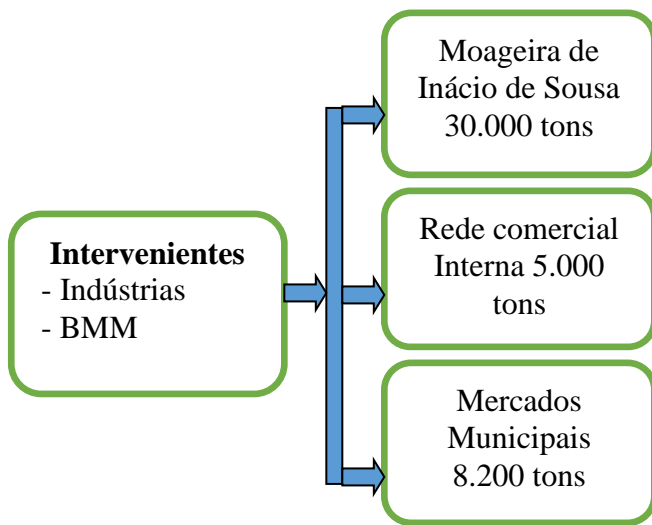 Intervenientes
- Indústrias
- BMM
Moageira de
Inácio de Sousa
30.000 tons
Rede comercial
Interna 5.000
tons
Mercados
Municipais
8.200 tons